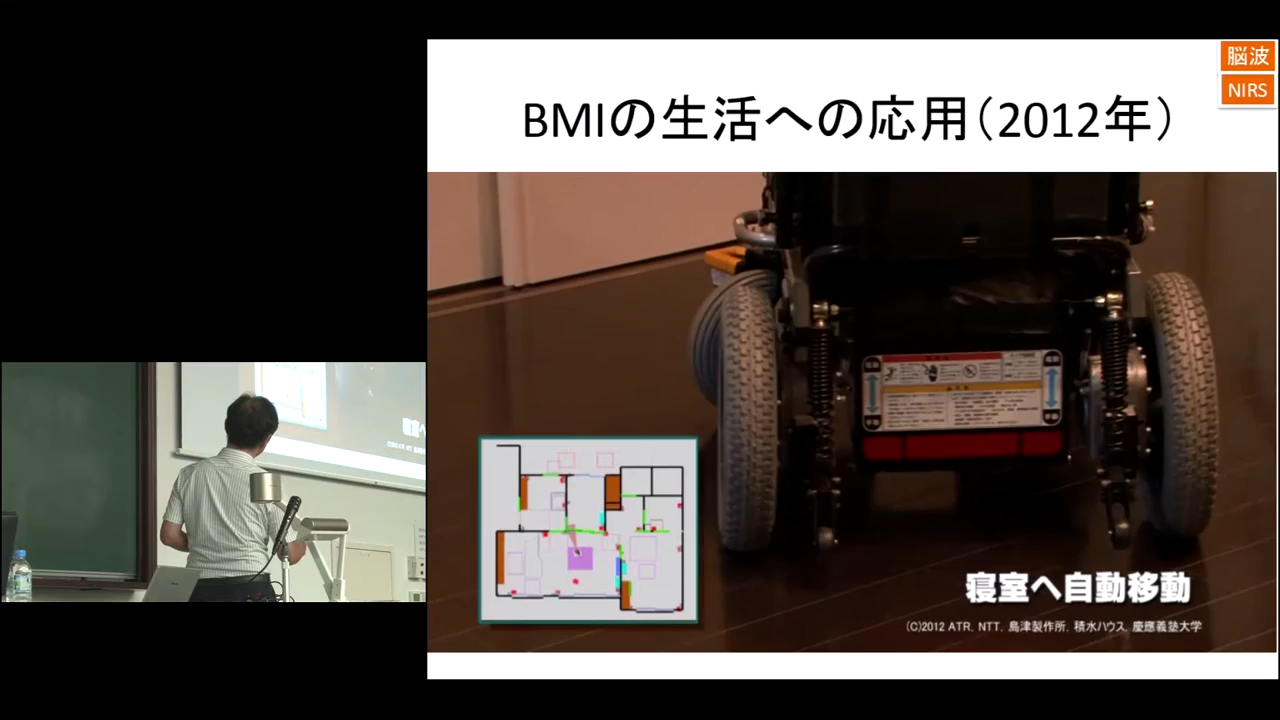 脳波
NIRS
BMIの生活への応用（2012年）
寝室へ自動移動
(C)2012 ATR, NTT, 島津製作所, 積水ハウス, 慶應義塾大学